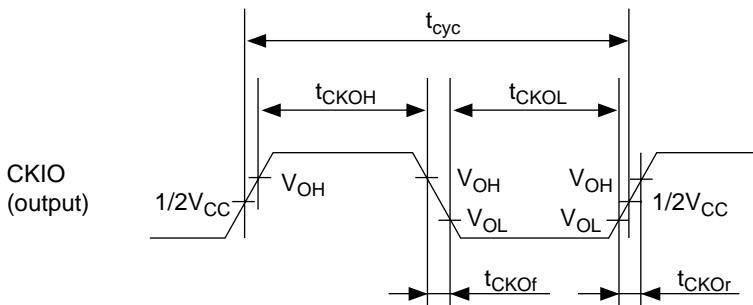 tcyc
tCKOH tCKOL
CKIO
(output)
1/2VCC VOH VOH VOL VOH VOL 1/2VCC
tCKOf tCKOr